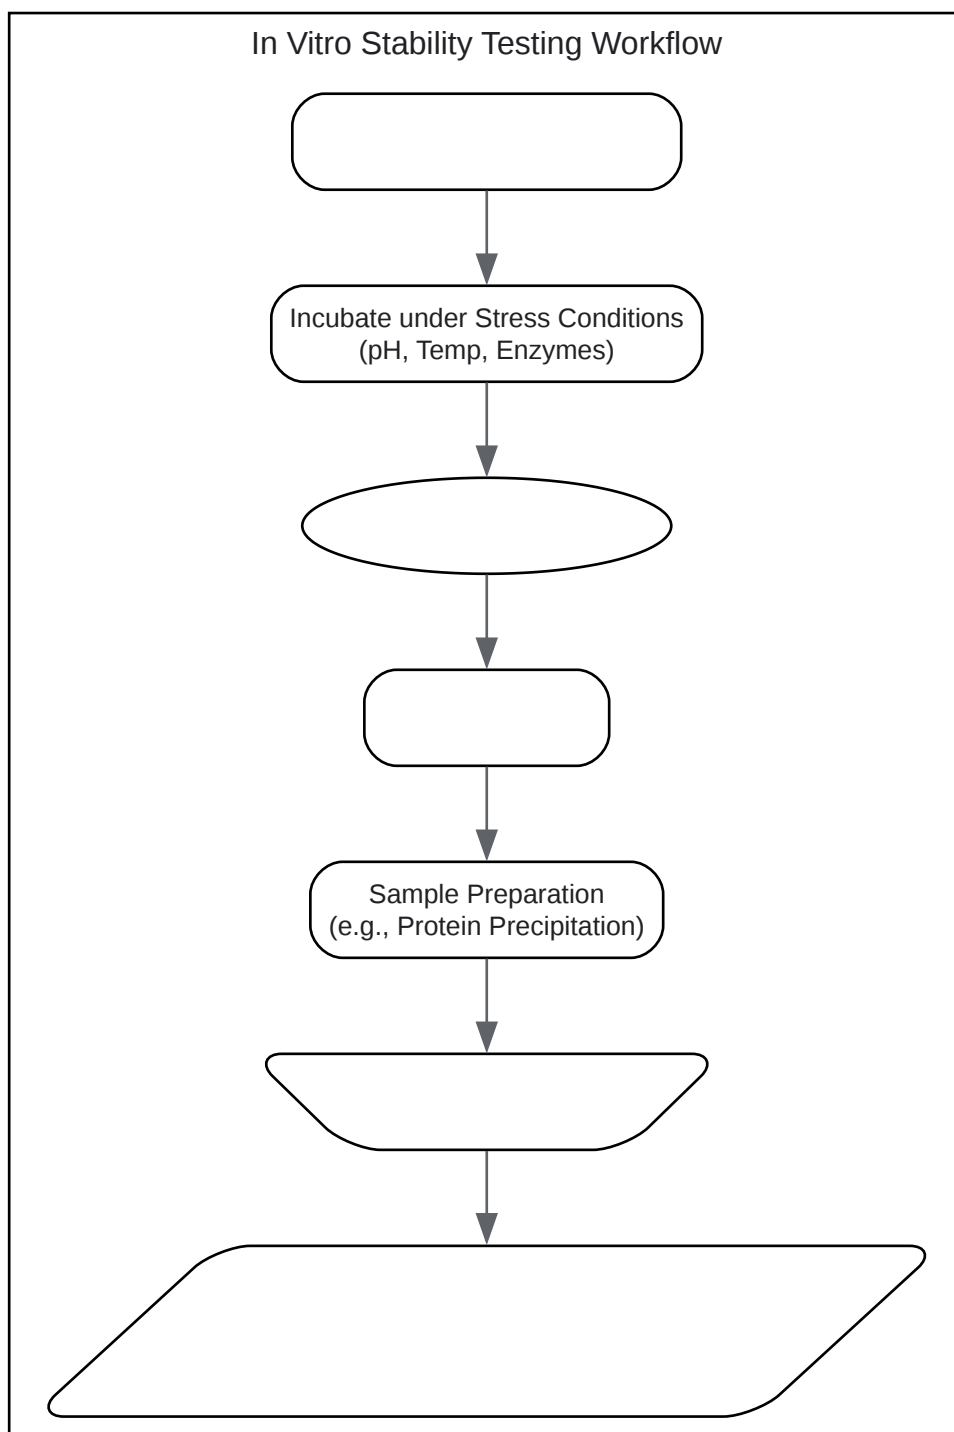 In Vitro Stability Testing Workflow
Incubate under Stress Conditions
(pH, Temp, Enzymes)
Sample Preparation
(e.g., Protein Precipitation)